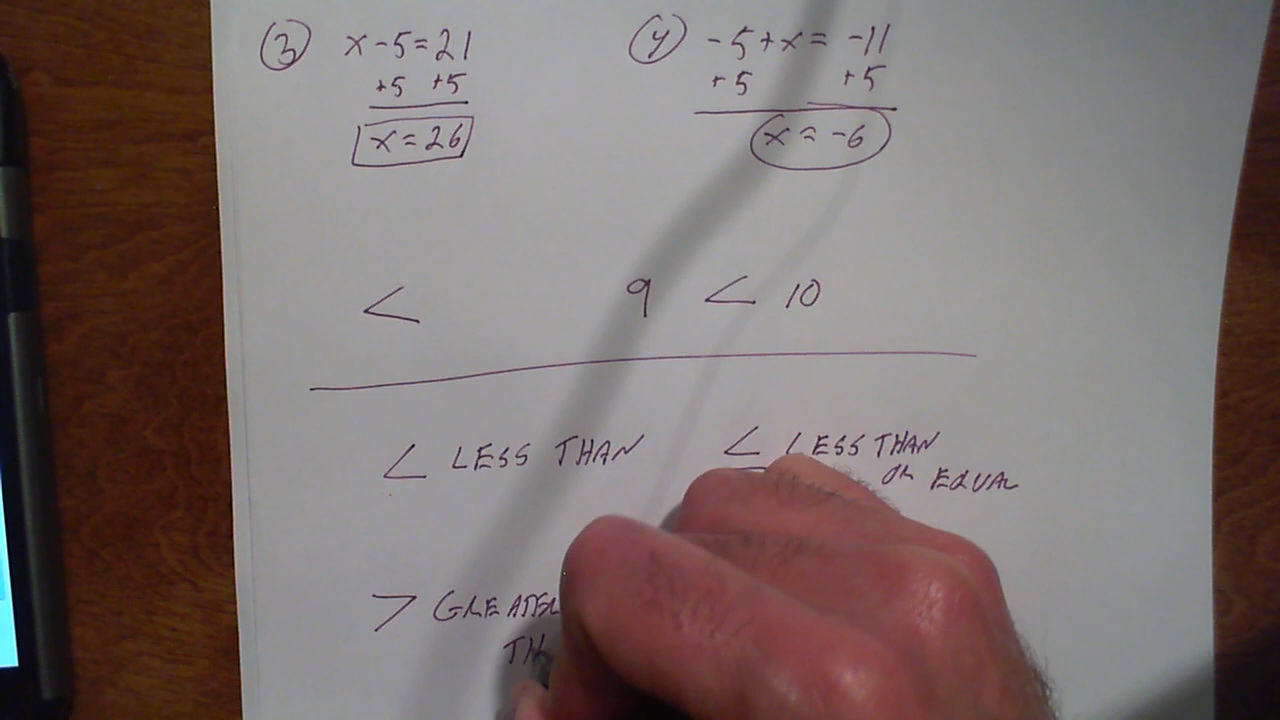 3 x - 5 = 21
+5 +5
x = 26
4 -5 + x = -11
+5 +5
x = -6
<
9 < 10
< LESS THAN
≤ LESS THAN
OR EQUAL
> GREATER
TH